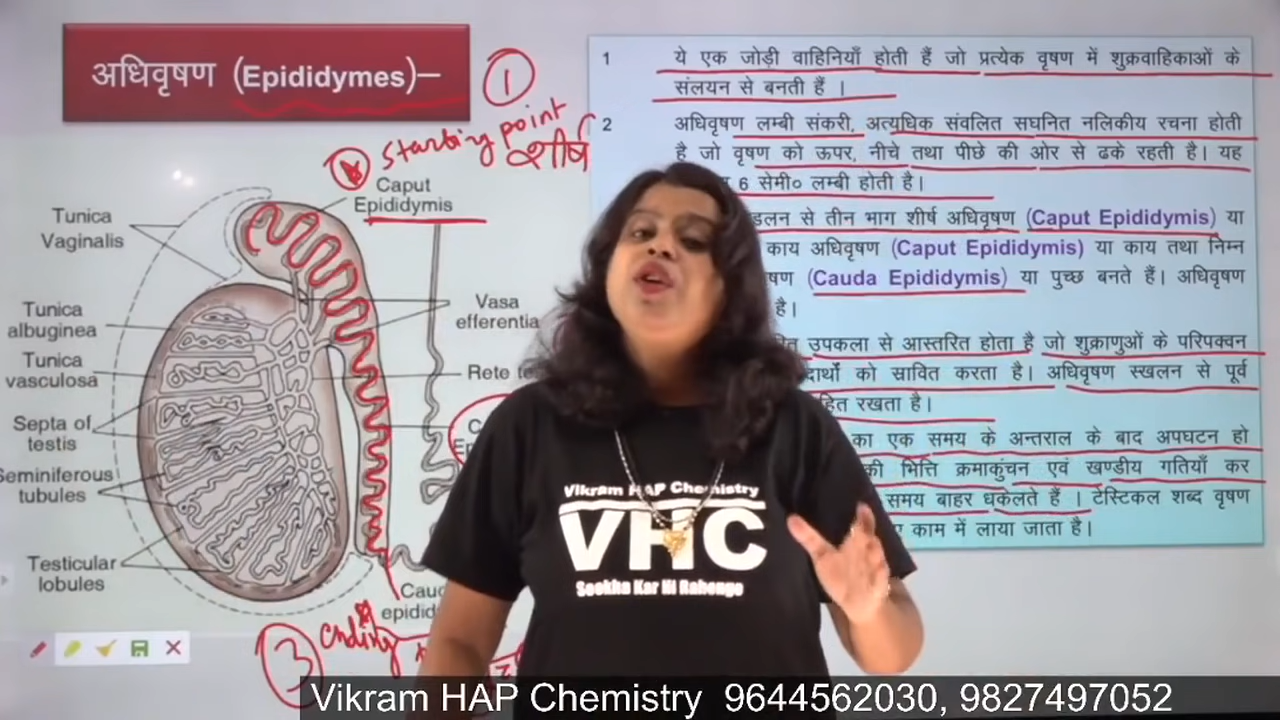 अधिवृषण (Epididymes)–
1
starting point
शीर्ष
Caput
Epididymis
Tunica
Vaginalis
Tunica
albuginea
Tunica
vasculosa
Septa of
testis
Seminiferous
tubules
Testicular
lobules
Vasa
efferentia
Rete te
Caud
epidid
3 ending
1 ये एक जोड़ी वाहिनियाँ होती हैं जो प्रत्येक वृषण में शुक्रवाहिकाओं के
संलयन से बनती हैं ।
2 अधिवृषण लम्बी संकरी, अत्यधिक संवलित सघनित नलिकीय रचना होती
है जो वृषण को ऊपर, नीचे तथा पीछे की ओर से ढके रहती है। यह
6 सेमी० लम्बी होती है।
डलन से तीन भाग शीर्ष अधिवृषण (Caput Epididymis) या
काय अधिवृषण (Caput Epididymis) या काय तथा निम्न
षण (Cauda Epididymis) या पुच्छ बनते हैं। अधिवृषण
है।
उपकला से आस्तरित होता है जो शुक्राणुओं के परिपक्वन
दार्थों को स्रावित करता है। अधिवृषण स्खलन से पूर्व
हित रखता है।
का एक समय के अन्तराल के बाद अपघटन हो
की भित्ति क्रमाकुंचन एवं खण्डीय गतियाँ कर
समय बाहर धकेलते हैं । टेस्टिकल शब्द वृषण
काम में लाया जाता है।
Vikram HAP Chemistry
VHC
Seekha Kar Hi Rahenge
Vikram HAP Chemistry 9644562030, 9827497052